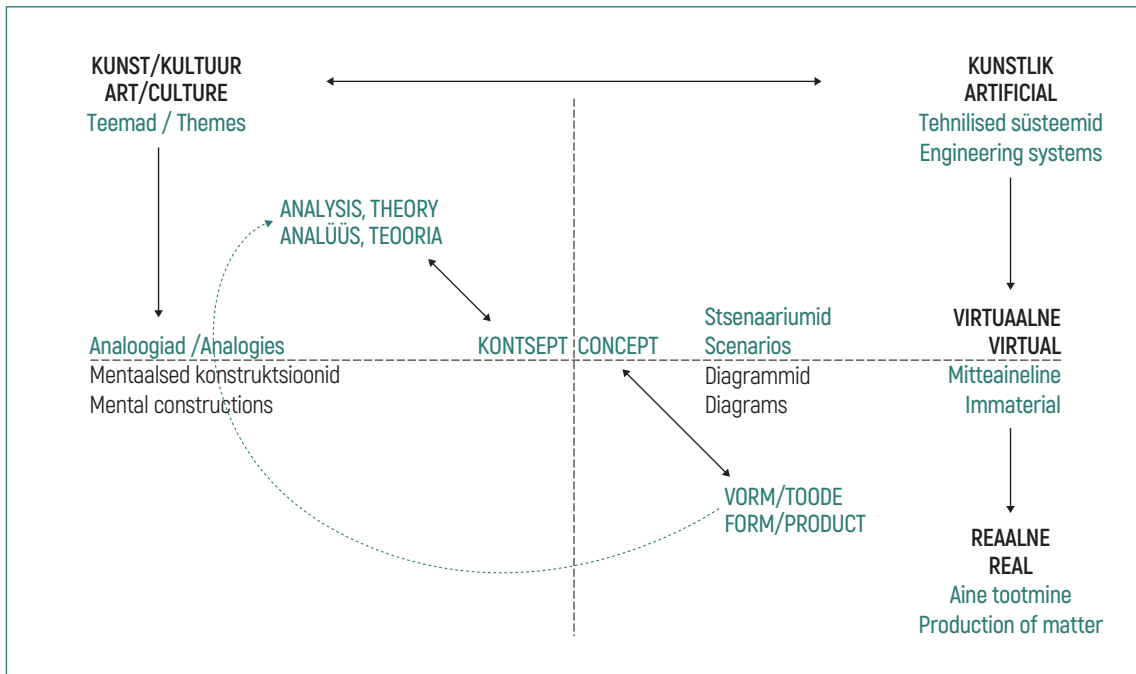 KUNST/KULTUUR
ART/CULTURE
Teemad / Themes
KUNSTLIK
ARTIFICIAL
Tehnilised süsteemid
Engineering systems
ANALYSIS, THEORY
ANALÜÜS, TEOORIA
Analoogiad /Analogies
Mentaalsed konstruktsioonid
Mental constructions
KONTSEPT CONCEPT
Stsenaariumid
Scenarios
Diagrammid
Diagrams
VIRTUAALNE
VIRTUAL
Mitteaineline
Immaterial
VORM/TOODE
FORM/PRODUCT
REAALNE
REAL
Aine tootmine
Production of matter